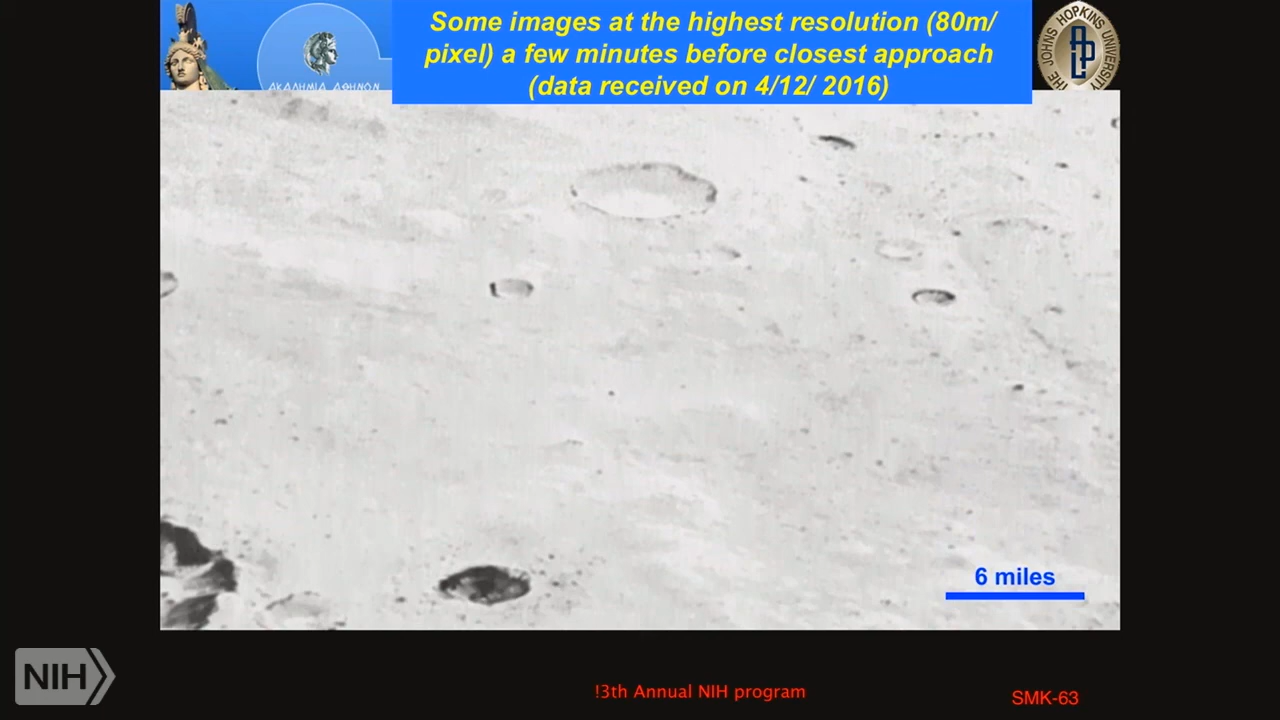 Some images at the highest resolution (80m/
pixel) a few minutes before closest approach
(data received on 4/12/ 2016)
ΑΚΑΔΗΜΙΑ ΑΘΗΝΩΝ
THE JOHNS HOPKINS UNIVERSITY
APL
6 miles
NIH
!3th Annual NIH program
SMK-63